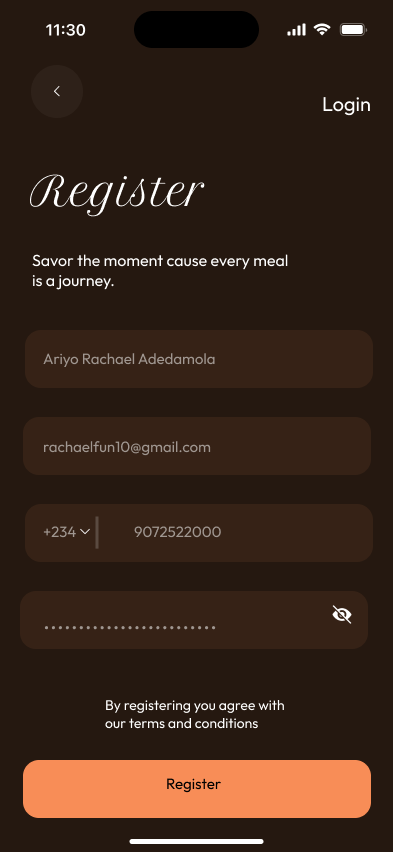 11:30
Login
Register
Savor the moment cause every meal
is a journey.
Ariyo Rachael Adedamola
rachaelfun10@gmail.com
+234 9072522000
By registering you agree with
our terms and conditions
Register